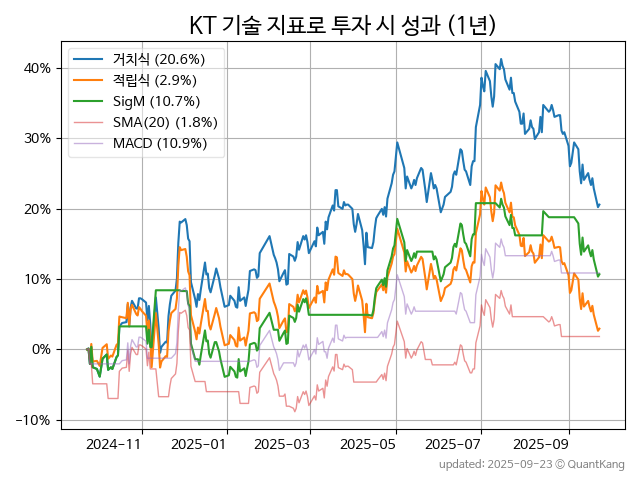 KT 기술 지표로 투자 시 성과 (1년)
거치식 (20.6%)
적립식 (2.9%)
SigM (10.7%)
SMA(20) (1.8%)
MACD (10.9%)
40%
30%
20%
10%
0%
−10%
2024-11 2025-01 2025-03 2025-05 2025-07 2025-09
updated: 2025-09-23 ⓒ QuantKang